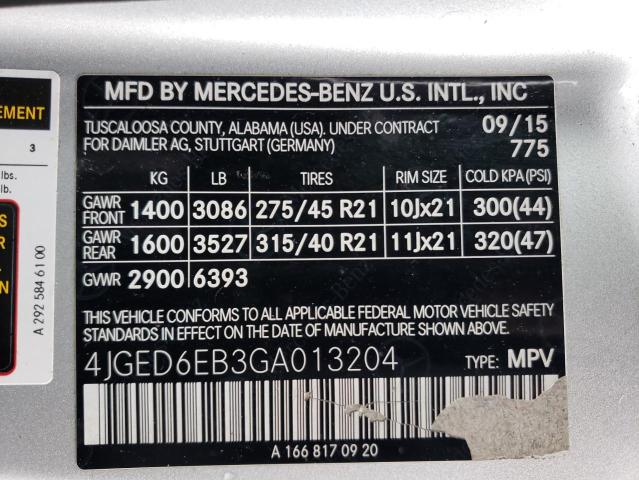 MFD BY MERCEDES-BENZ U.S. INTL., INC
TUSCALOOSA COUNTY, ALABAMA (USA). UNDER CONTRACT 09/15
FOR DAIMLER AG, STUTTGART (GERMANY) 775
KG LB TIRES RIM SIZE COLD KPA (PSI)
GAWR FRONT 1400 3086 275/45 R21 10Jx21 300(44)
GAWR REAR 1600 3527 315/40 R21 11Jx21 320(47)
GVWR 2900 6393
THIS VEHICLE CONFORMS TO ALL APPLICABLE FEDERAL MOTOR VEHICLE SAFETY
STANDARDS IN EFFECT ON THE DATE OF MANUFACTURE SHOWN ABOVE.
4JGED6EB3GA013204 TYPE: MPV
A 166 817 09 20
EMENT
3
lbs.
lb.
S
R
ON
A 292 584 61 00